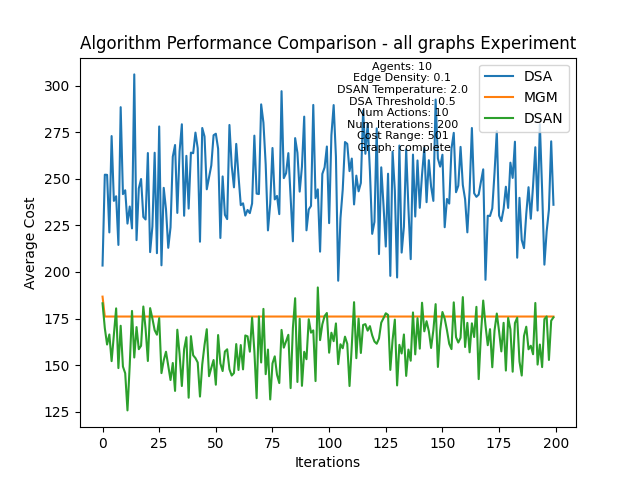 Algorithm Performance Comparison - all graphs Experiment
Agents: 10
Edge Density: 0.1
DSAN Temperature: 2.0
DSA Threshold: 0.5
Num Actions: 10
Num Iterations: 200
Cost Range: 501
Graph: complete
DSA
MGM
DSAN
Average Cost
300
275
250
225
200
175
150
125
0
25
50
75
100
125
150
175
200
Iterations